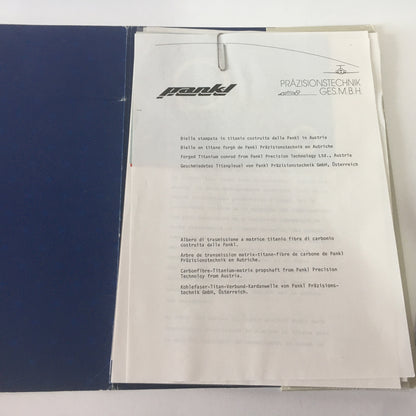 pankl
PRÄZISIONSTECHNIK
GES.M.B.H.
Bielle stampata in titanio costruita dalla Pankl in Austria
Bielle en titane forgé de Pankl Präzisionstechnik en Autriche
Forged Titanium conrod from Pankl Precision Technology Ltd., Austria
Geschmiedetes Titanpleuel von Pankl Präzisionstechnik GmbH, Österreich
Albero di trasmissione a matrice titanio fibre di carbonio
costruita dalla Pankl.
Arbre de transmission matrix-titane-fibre de carbone de Pankl
Präzisionstechnik en Autriche.
Carbonfibre-Titanium-matrix propshaft from Pankl Precision
Technoloy from Austria.
Kohlefaser-Titan-Verbund-Kardanwelle von Pankl Präzisions-
technik GmbH, Österreich.